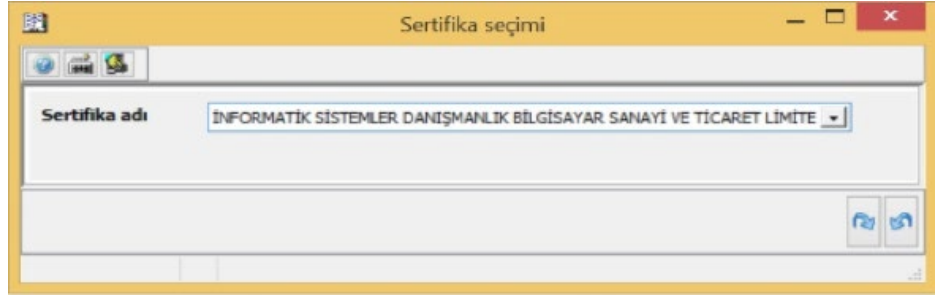 Sertifika seçimi
Sertifika adı
İNFORMATİK SİSTEMLER DANIŞMANLIK BİLGİSAYAR SANAYİ VE TİCARET LİMİTE